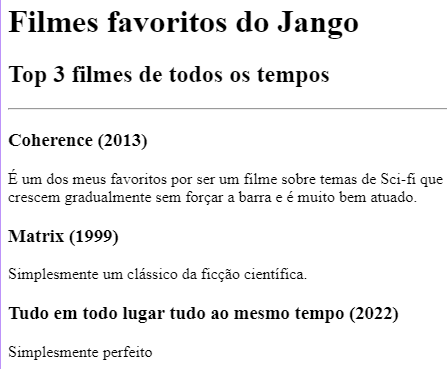 Filmes favoritos do Jango
Top 3 filmes de todos os tempos
Coherence (2013)
É um dos meus favoritos por ser um filme sobre temas de Sci-fi que
crescem gradualmente sem forçar a barra e é muito bem atuado.
Matrix (1999)
Simplesmente um clássico da ficção científica.
Tudo em todo lugar tudo ao mesmo tempo (2022)
Simplesmente perfeito